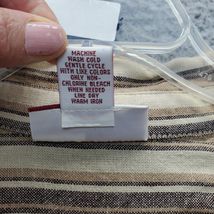 MACHINE
WASH COLD
GENTLE CYCLE
WITH LIKE COLORS
ONLY NON-
CHLORINE BLEACH
WHEN NEEDED
LINE DRY
WARM IRON